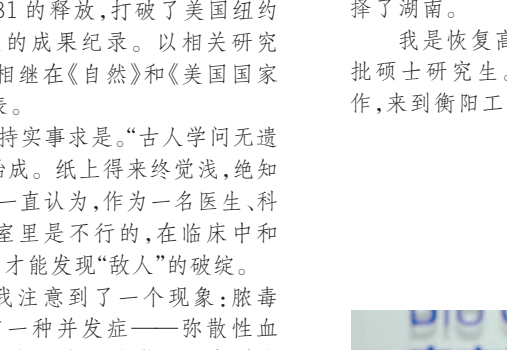 B1 的释放,打破了美国纽约
的成果纪录。以相关研究
相继在《自然》和《美国国家
表。
持实事求是。“古人学问无遗
始成。纸上得来终觉浅,绝知
一直认为,作为一名医生、科
室里是不行的,在临床中和
才能发现“敌人”的破绽。
我注意到了一个现象:脓毒
一种并发症——弥散性血
择了湖南。
我是恢复高
批硕士研究生。
作,来到衡阳工